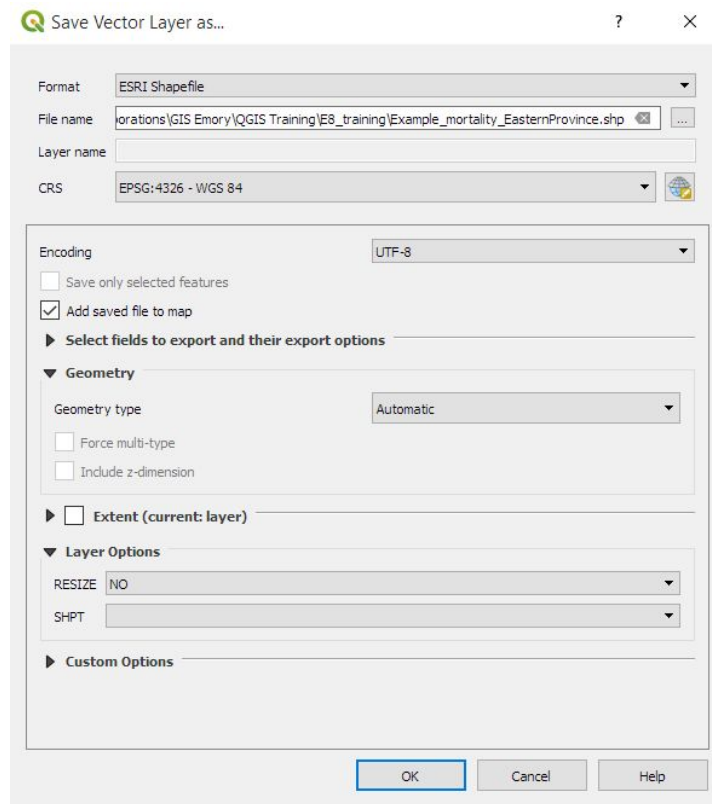 Save Vector Layer as...
?
Format ESRI Shapefile
File name orations\GIS Emory\QGIS Training\E8_training\Example_mortality_EasternProvince.shp ...
Layer name
CRS EPSG:4326 - WGS 84
Encoding UTF-8
Save only selected features
Add saved file to map
Select fields to export and their export options
Geometry
Geometry type Automatic
Force multi-type
Include z-dimension
Extent (current: layer)
Layer Options
RESIZE NO
SHPT
Custom Options
OK Cancel Help